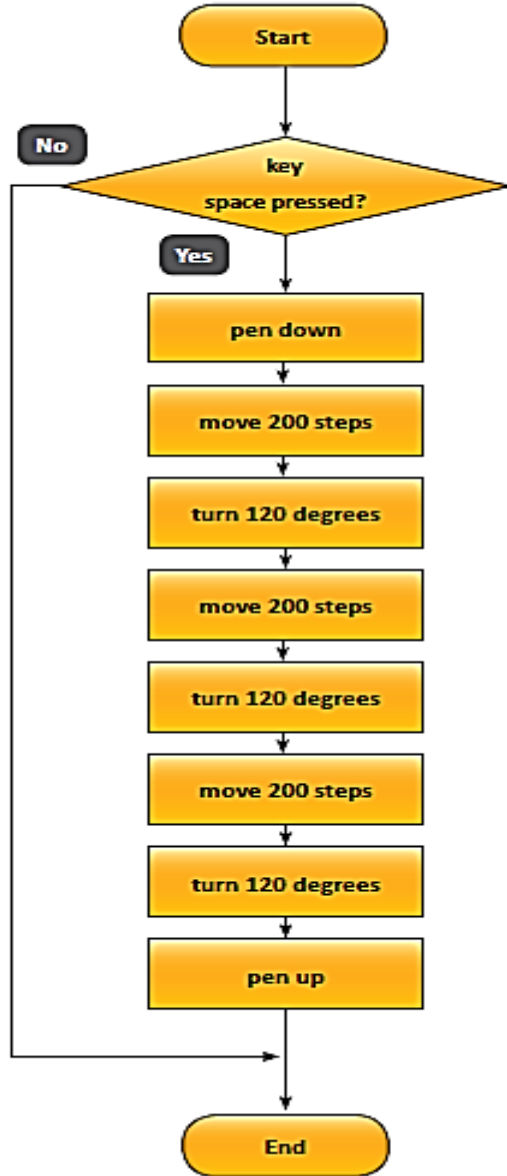 Start
No
key
space pressed?
Yes
pen down
move 200 steps
turn 120 degrees
move 200 steps
turn 120 degrees
move 200 steps
turn 120 degrees
pen up
End